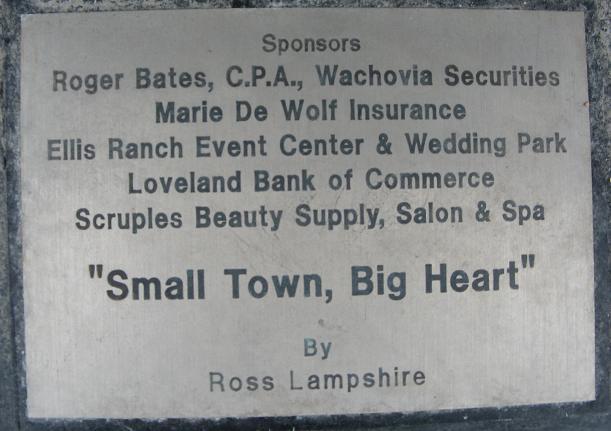 Sponsors
Roger Bates, C.P.A., Wachovia Securities
Marie De Wolf Insurance
Ellis Ranch Event Center & Wedding Park
Loveland Bank of Commerce
Scruples Beauty Supply, Salon & Spa
"Small Town, Big Heart"
By
Ross Lampshire